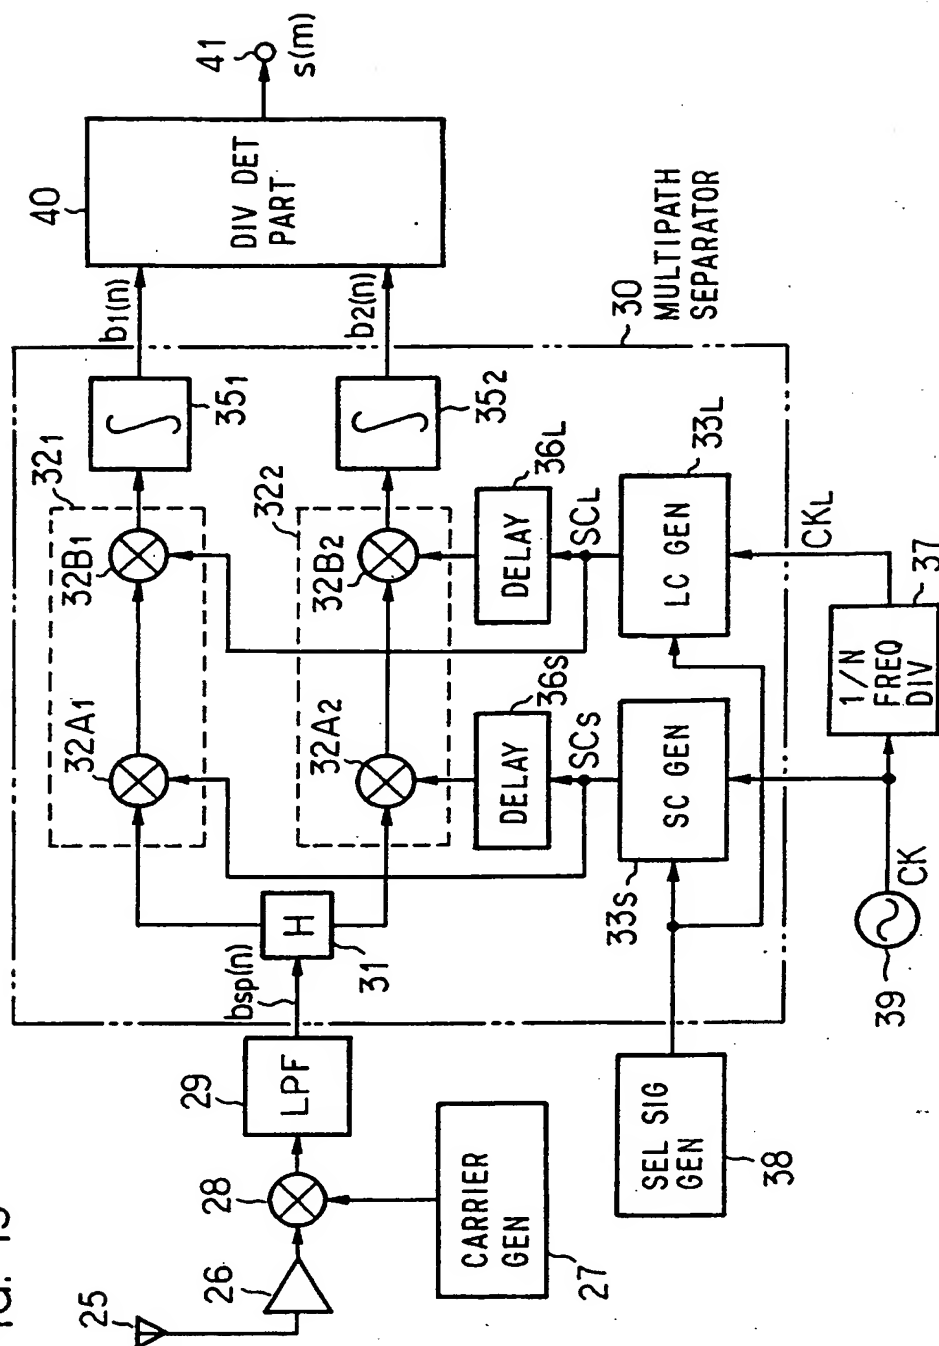 25
26
28
CARRIER
GEN
27
29
LPF
bsp(n)
H
31
321
32A1
32B1
351
b1(n)
322
32A2
32B2
352
b2(n)
40
DIV DET
PART
41
s(m)
30
MULTIPATH
SEPARATOR
DELAY
36S
SCS
SC GEN
33S
DELAY
36L
SCL
LC GEN
33L
CKL
SEL SIG
GEN
38
39
CK
1/N
FREQ
DIV
37